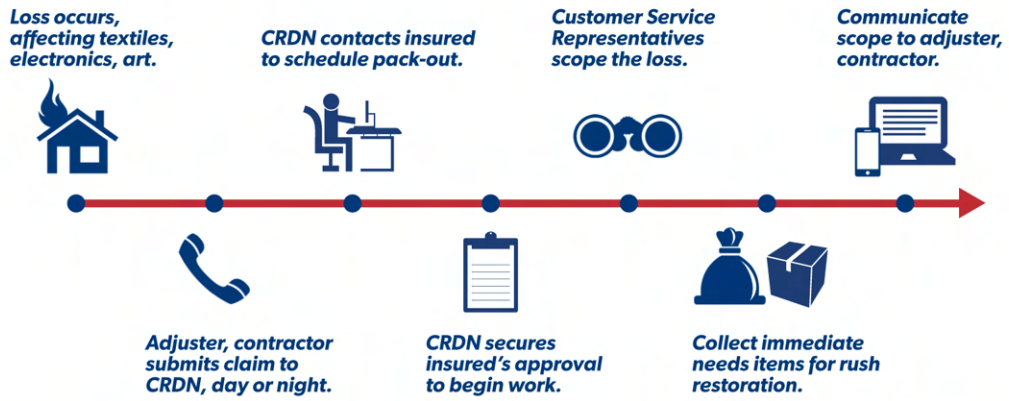 Loss occurs,
affecting textiles,
electronics, art.
Adjuster, contractor
submits claim to
CRDN, day or night.
CRDN contacts insured
to schedule pack-out.
CRDN secures
insured's approval
to begin work.
Customer Service
Representatives
scope the loss.
Collect immediate
needs items for rush
restoration.
Communicate
scope to adjuster,
contractor.